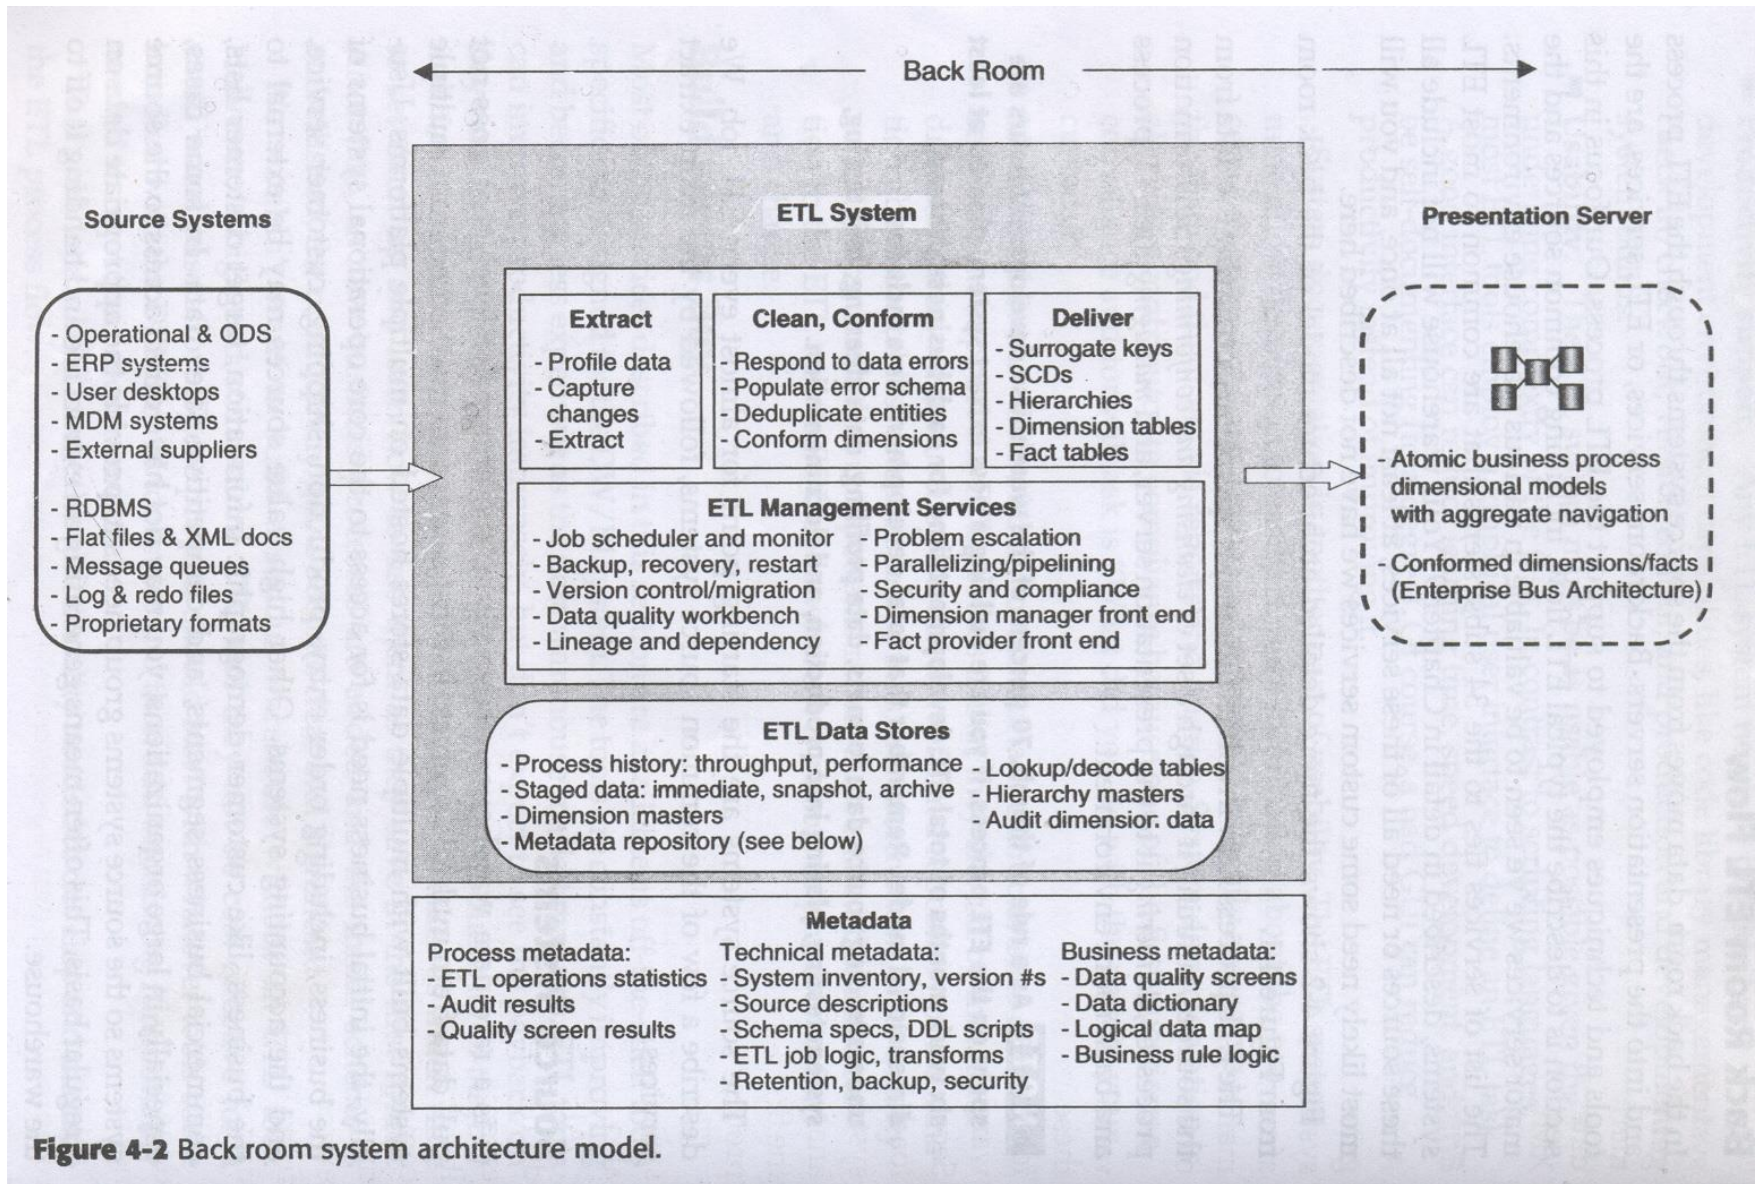 Back Room
Source Systems
- Operational & ODS
- ERP systems
- User desktops
- MDM systems
- External suppliers
- RDBMS
- Flat files & XML docs
- Message queues
- Log & redo files
- Proprietary formats
ETL System
Extract
- Profile data
- Capture
changes
- Extract
Clean, Conform
- Respond to data errors
- Populate error schema
- Deduplicate entities
- Conform dimensions
Deliver
- Surrogate keys
- SCDs
- Hierarchies
- Dimension tables
- Fact tables
ETL Management Services
- Job scheduler and monitor
- Backup, recovery, restart
- Version control/migration
- Data quality workbench
- Lineage and dependency
- Problem escalation
- Parallelizing/pipelining
- Security and compliance
- Dimension manager front end
- Fact provider front end
ETL Data Stores
- Process history: throughput, performance
- Staged data: immediate, snapshot, archive
- Dimension masters
- Metadata repository (see below)
- Lookup/decode tables
- Hierarchy masters
- Audit dimension data
Presentation Server
- Atomic business process
dimensional models
with aggregate navigation
- Conformed dimensions/facts
(Enterprise Bus Architecture)
Metadata
Process metadata:
- ETL operations statistics
- Audit results
- Quality screen results
Technical metadata:
- System inventory, version #s
- Source descriptions
- Schema specs, DDL scripts
- ETL job logic, transforms
- Retention, backup, security
Business metadata:
- Data quality screens
- Data dictionary
- Logical data map
- Business rule logic
Figure 4-2 Back room system architecture model.